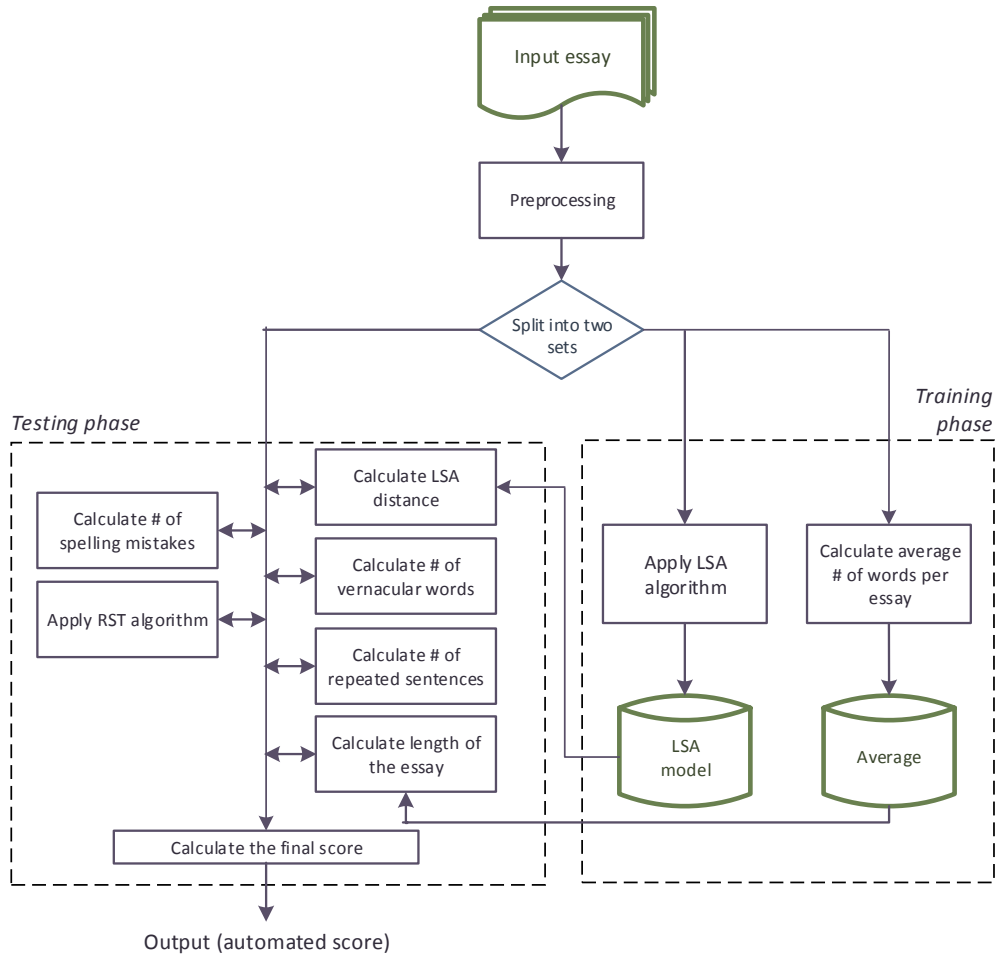 Input essay
Preprocessing
Split into two
sets
Testing phase
Training
phase
Calculate LSA
distance
Calculate # of
spelling mistakes
Calculate # of
vernacular words
Apply RST algorithm
Calculate # of
repeated sentences
Calculate length of
the essay
Calculate the final score
Output (automated score)
Apply LSA
algorithm
Calculate average
# of words per
essay
LSA
model
Average